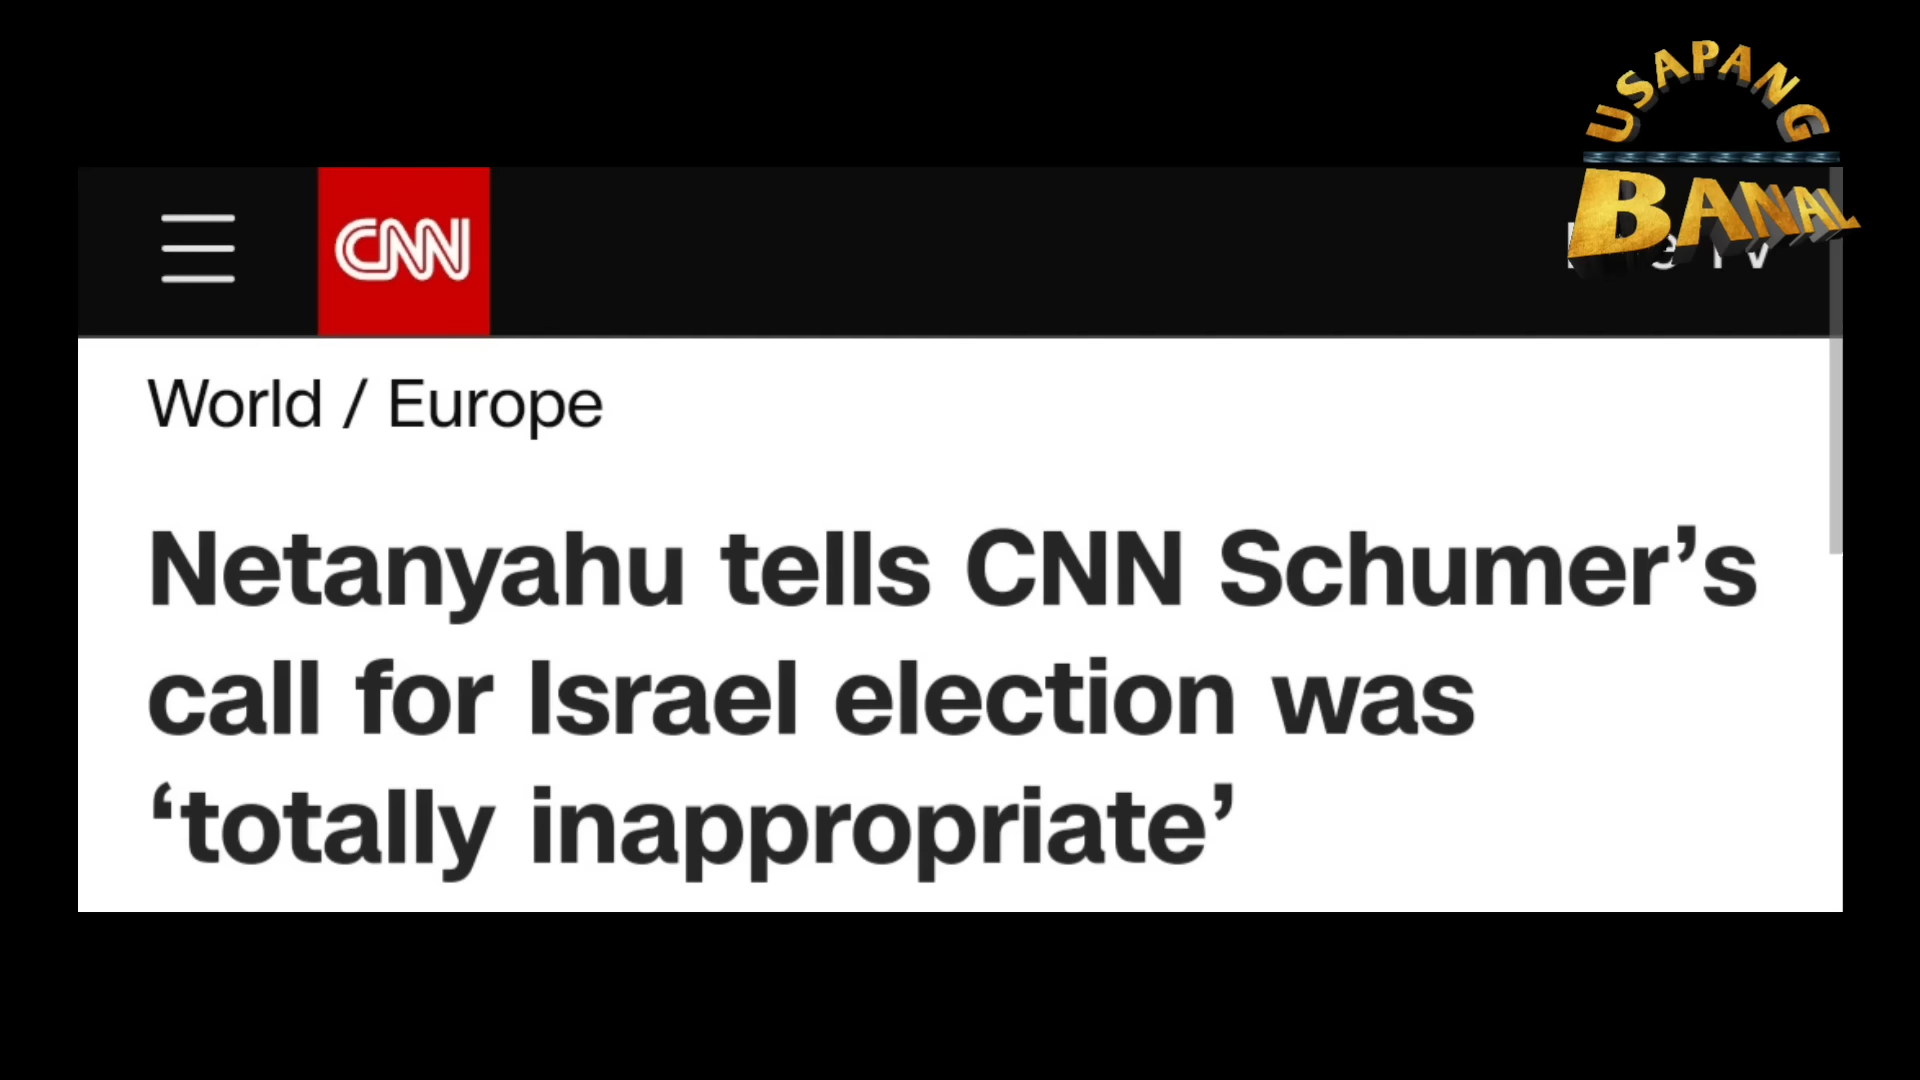 USAPANG
BANAL
CNN
World / Europe
Netanyahu tells CNN Schumer’s
call for Israel election was
‘totally inappropriate’